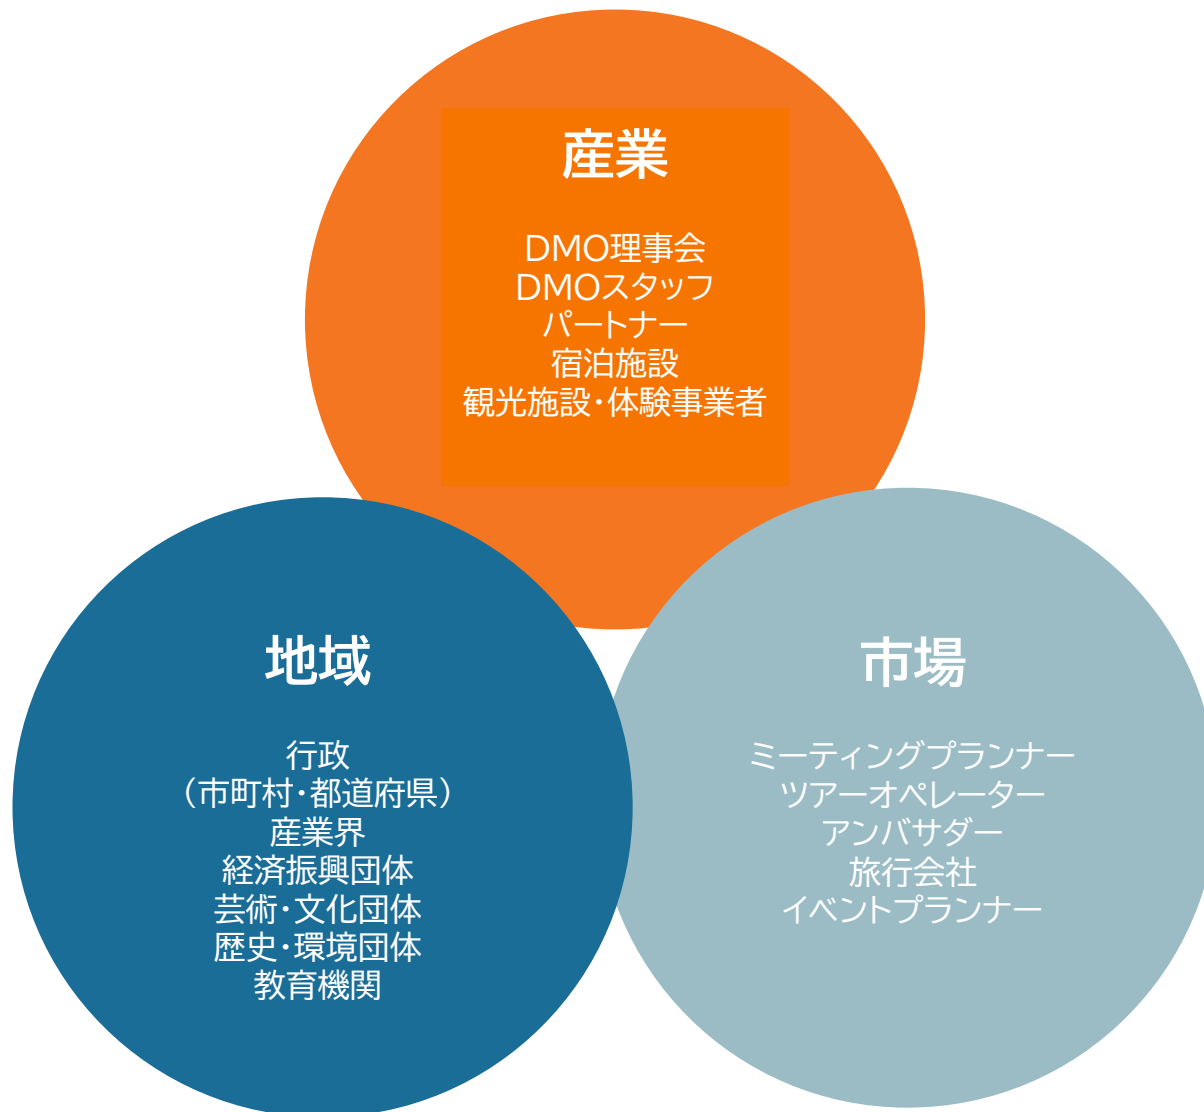 産業
DMO理事会
DMOスタッフ
パートナー
宿泊施設
観光施設・体験事業者
地域
行政
（市町村・都道府県）
産業界
経済振興団体
芸術・文化団体
歴史・環境団体
教育機関
市場
ミーティングプランナー
ツアーオペレーター
アンバサダー
旅行会社
イベントプランナー